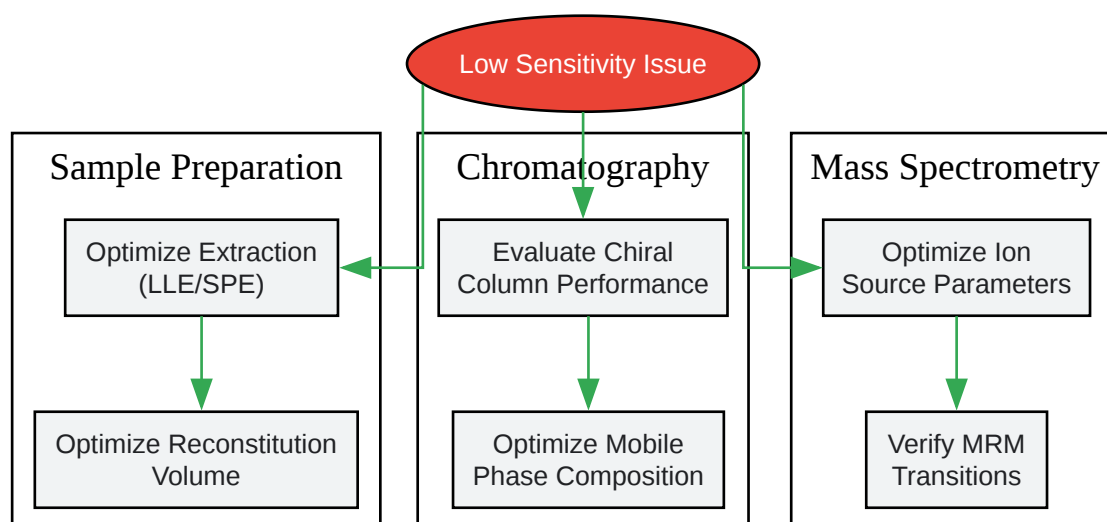 Low Sensitivity Issue
Sample Preparation
Optimize Extraction
(LLE/SPE)
Optimize Reconstitution
Volume
Chromatography
Evaluate Chiral
Column Performance
Optimize Mobile
Phase Composition
Mass Spectrometry
Optimize Ion
Source Parameters
Verify MRM
Transitions